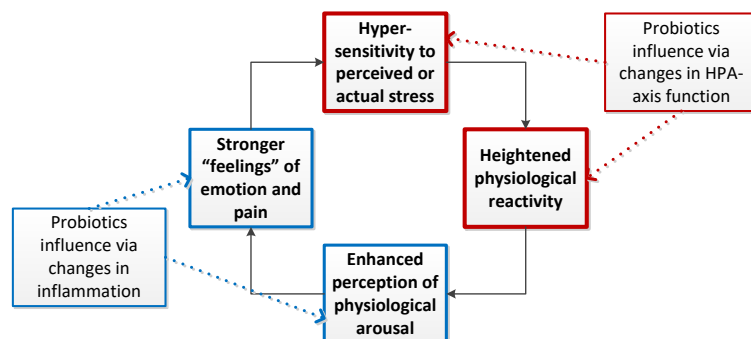 Hyper-
sensitivity to
perceived or
actual stress
Probiotics
influence via
changes in HPA-
axis function
Stronger
“feelings” of
emotion and
pain
Heightened
physiological
reactivity
Probiotics
influence via
changes in
inflammation
Enhanced
perception of
physiological
arousal